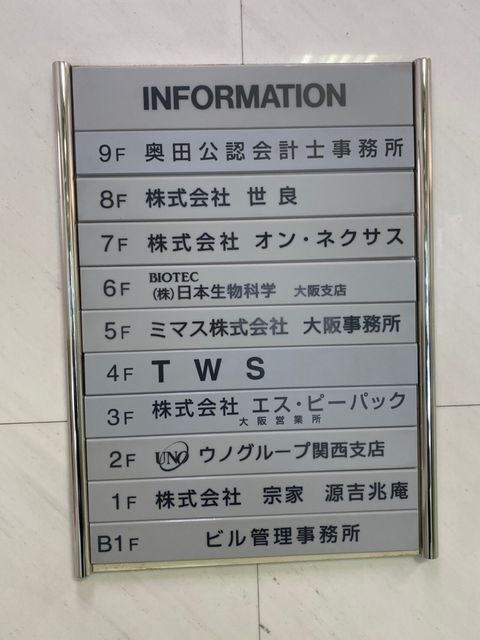 INFORMATION
9F 奥田公認会計士事務所
8F 株式会社 世良
7F 株式会社 オン・ネクサス
BIOTEC
6F (株)日本生物科学 大阪支店
5F ミマス株式会社 大阪事務所
4F TWS
3F 株式会社 エス・ピーパック
大阪営業所
2F UNO ウノグループ関西支店
1F 株式会社 宗家 源吉兆庵
B1F ビル管理事務所